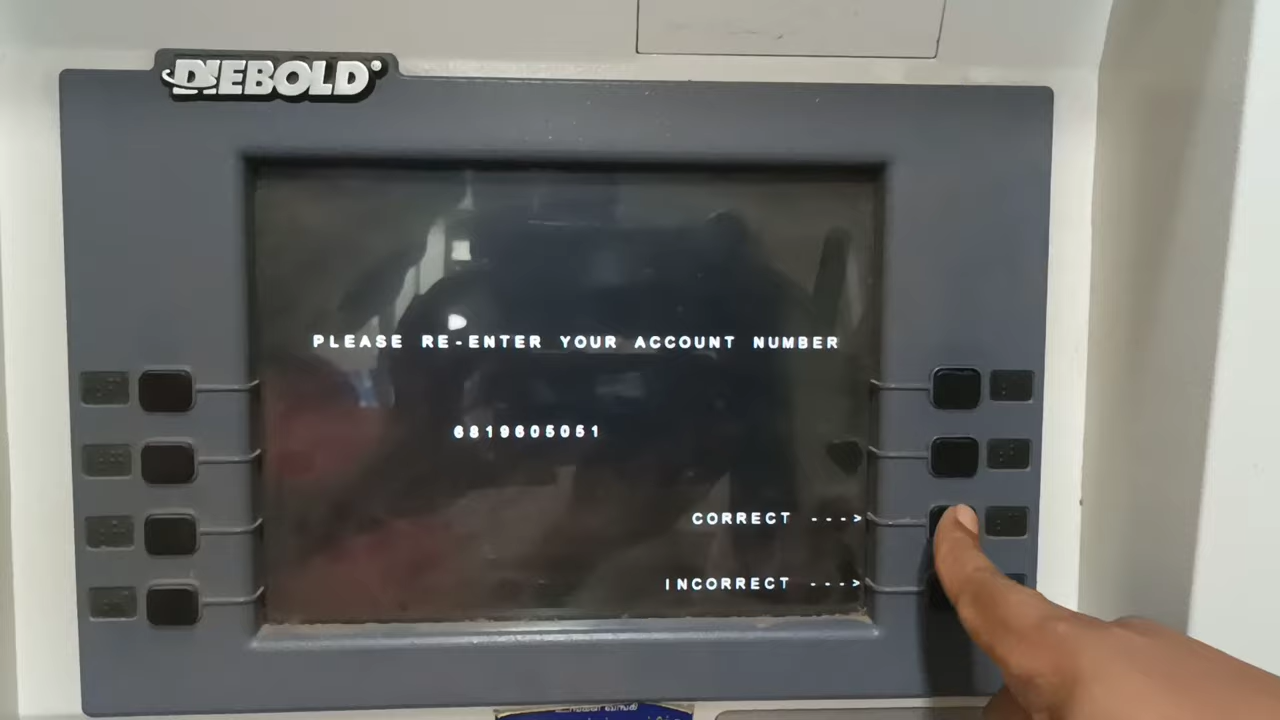 DIEBOLD
PLEASE RE-ENTER YOUR ACCOUNT NUMBER
6819605051
CORRECT --->
INCORRECT --->